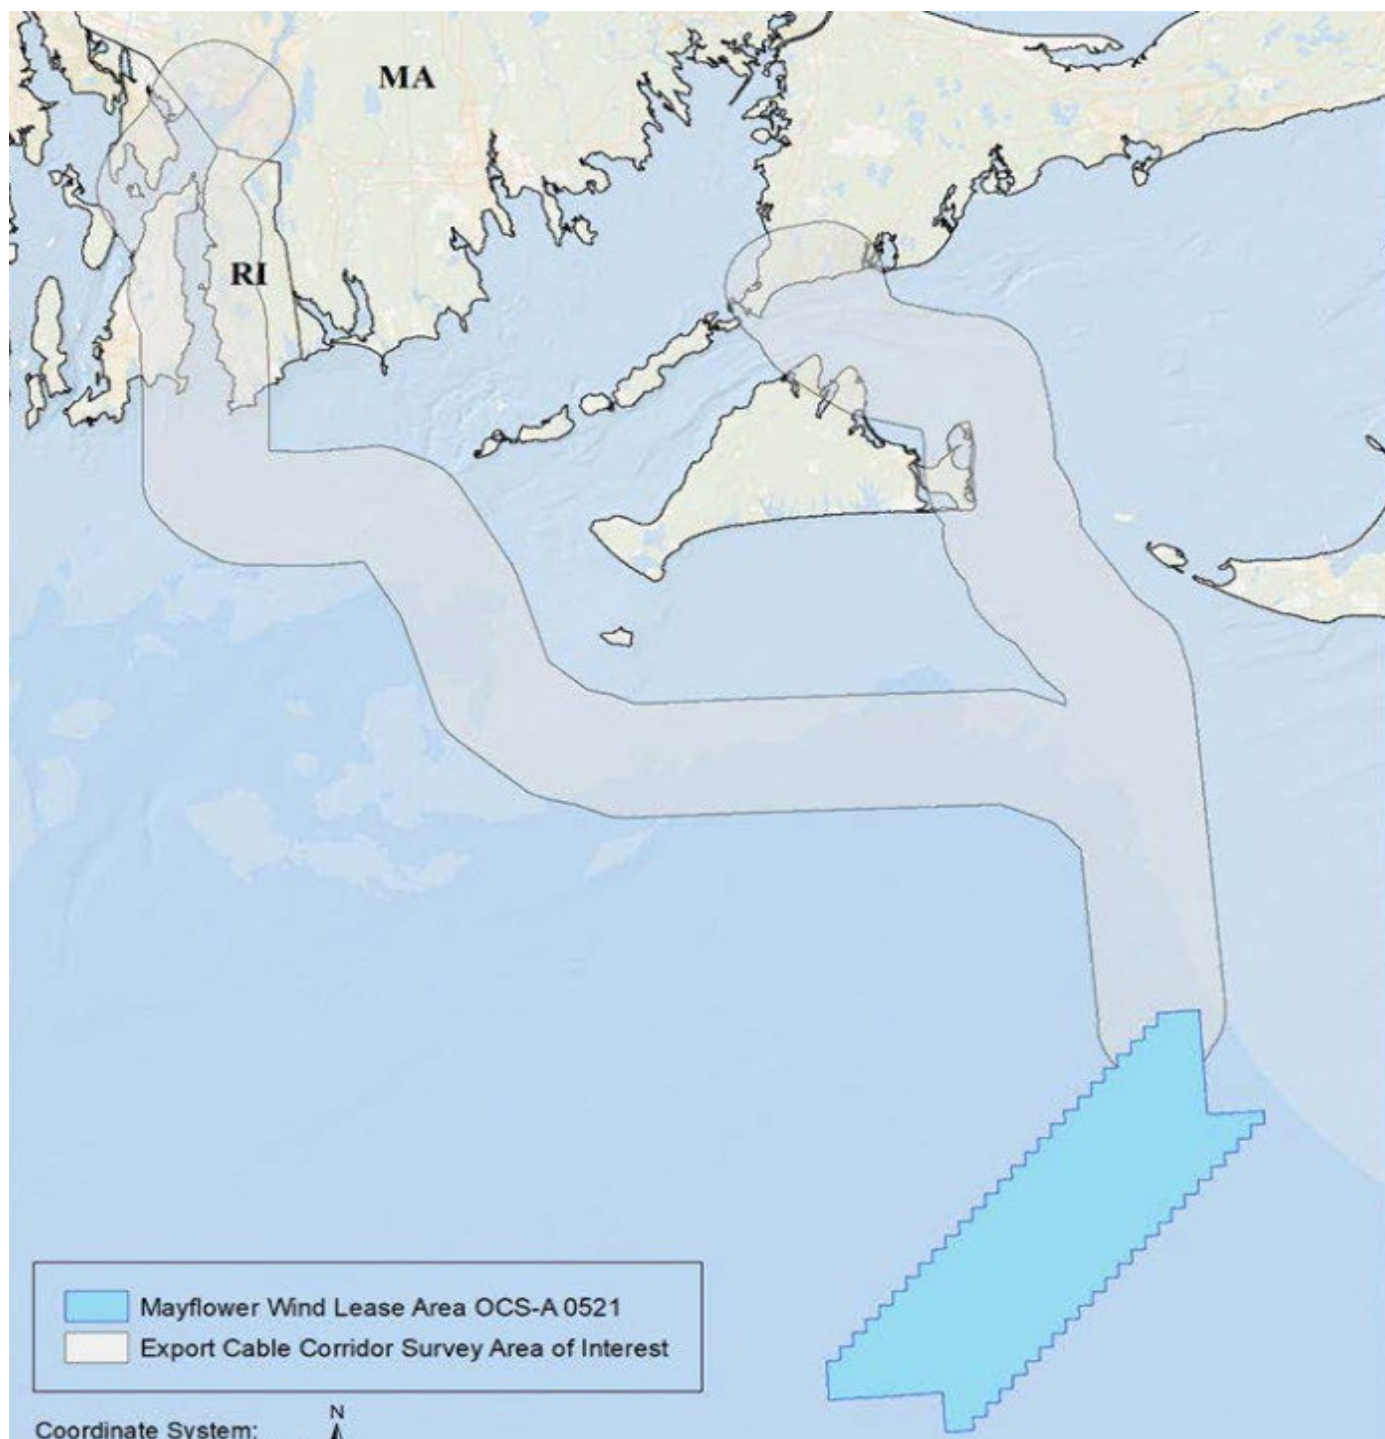 MA
RI
Mayflower Wind Lease Area OCS-A 0521
Export Cable Corridor Survey Area of Interest
N
Coordinate System: